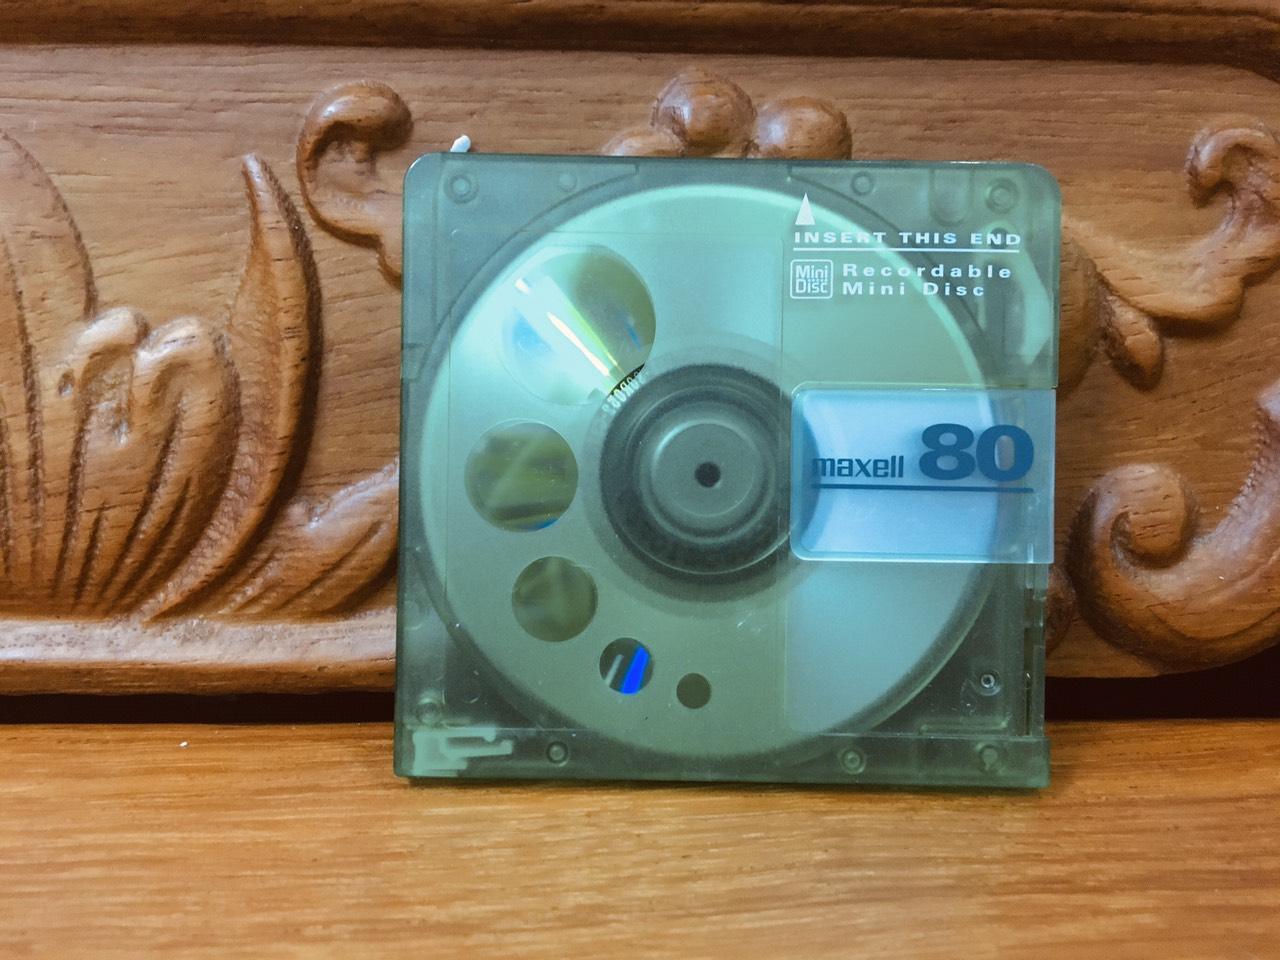 INSERT THIS END
Mini Disc
Recordable
Mini Disc
maxell 80